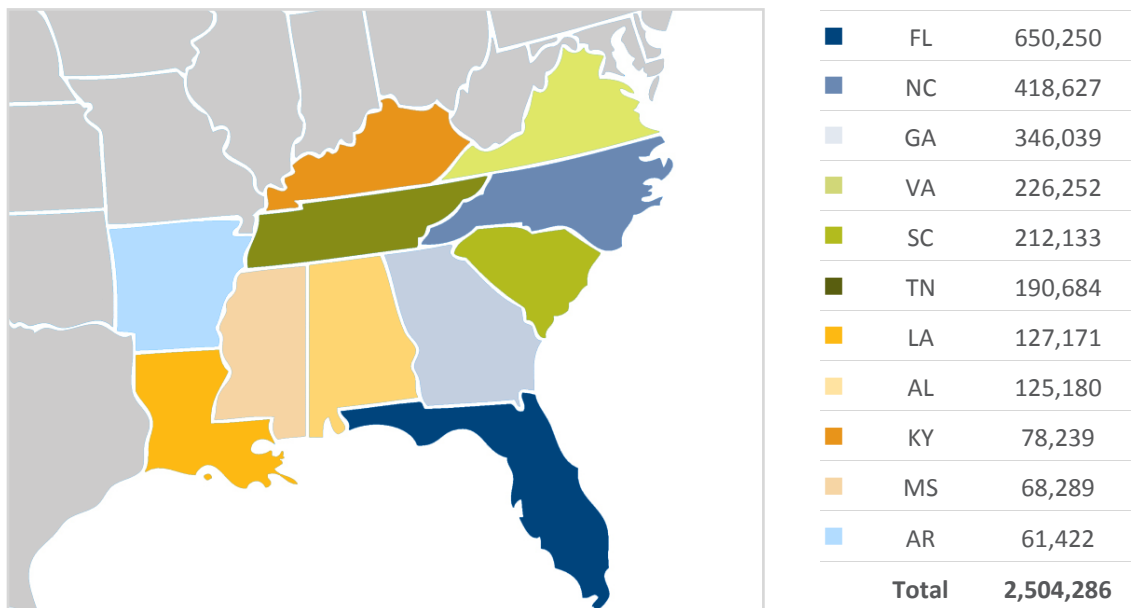 FL 650,250
NC 418,627
GA 346,039
VA 226,252
SC 212,133
TN 190,684
LA 127,171
AL 125,180
KY 78,239
MS 68,289
AR 61,422
Total 2,504,286